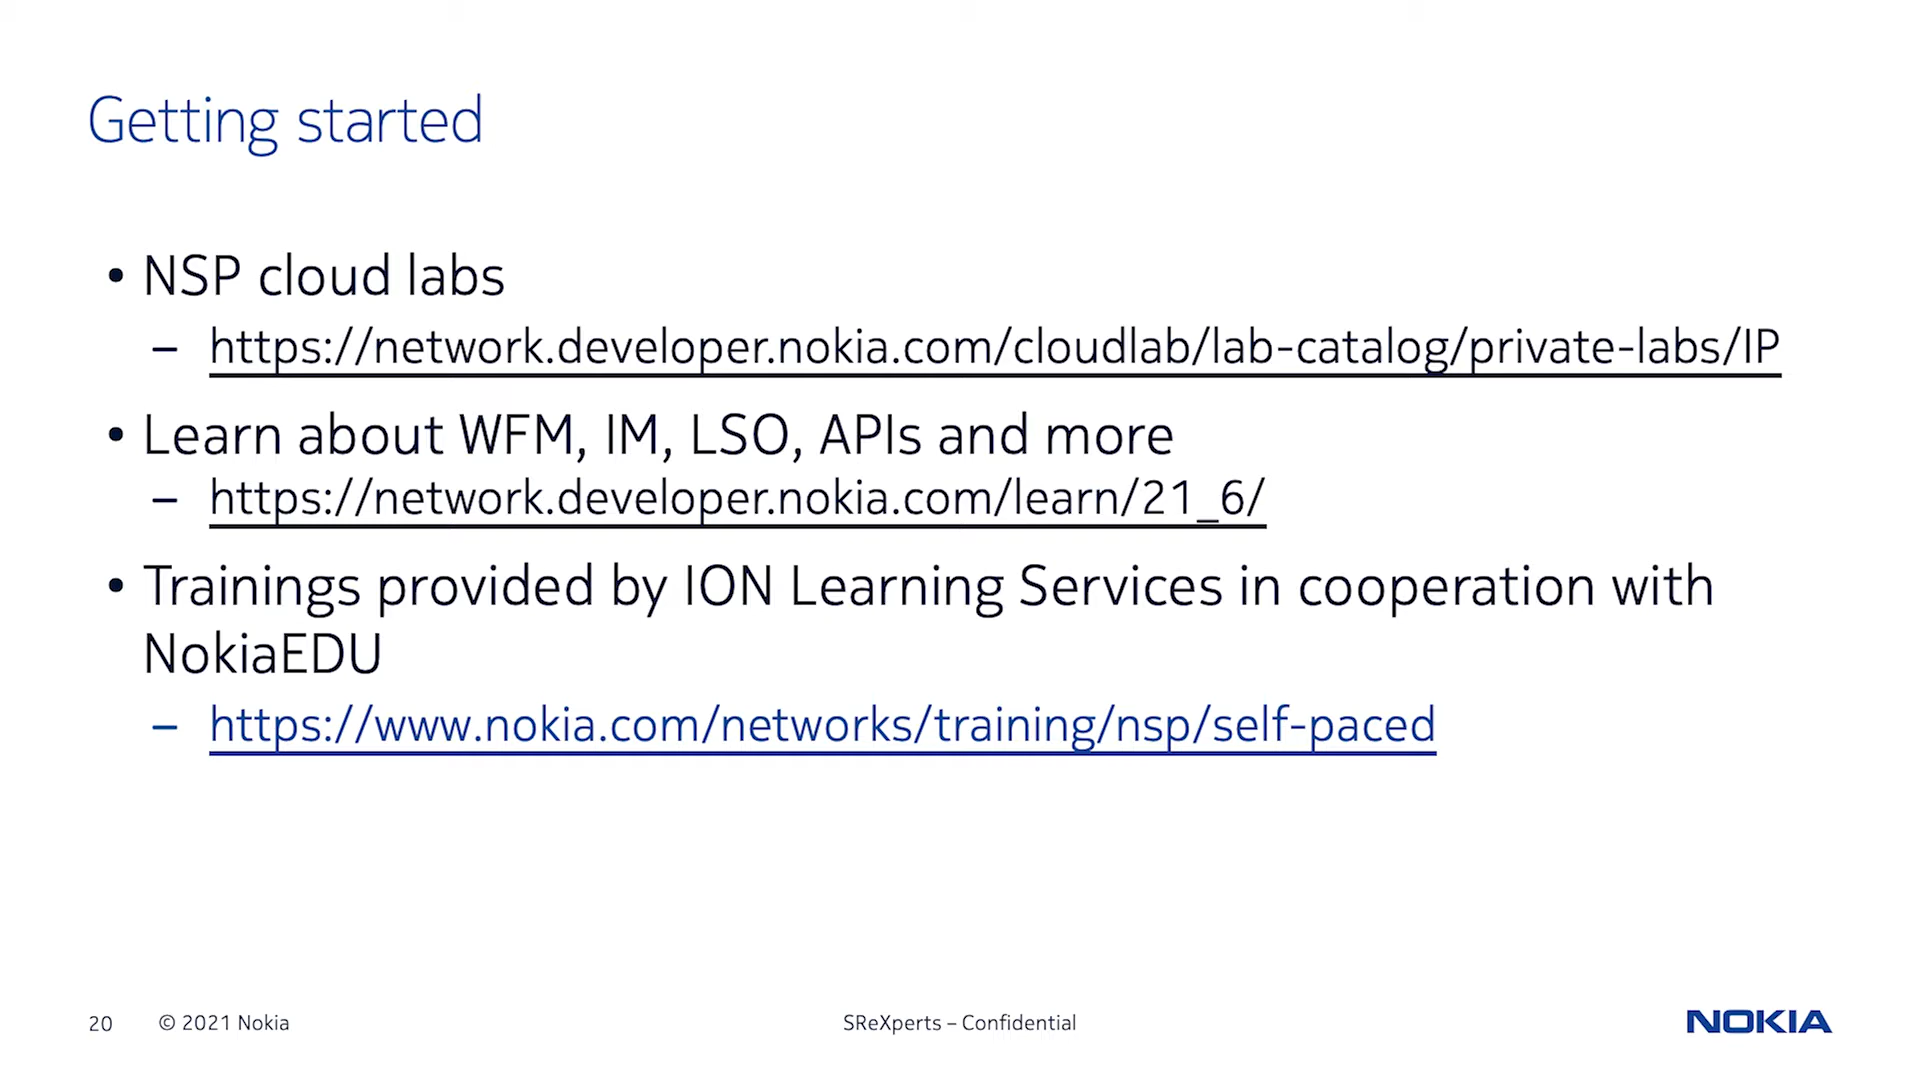 Getting started
• NSP cloud labs
– https://network.developer.nokia.com/cloudlab/lab-catalog/private-labs/IP
• Learn about WFM, IM, LSO, APIs and more
– https://network.developer.nokia.com/learn/21_6/
• Trainings provided by ION Learning Services in cooperation with
NokiaEDU
– https://www.nokia.com/networks/training/nsp/self-paced
20 © 2021 Nokia SReXperts – Confidential NOKIA